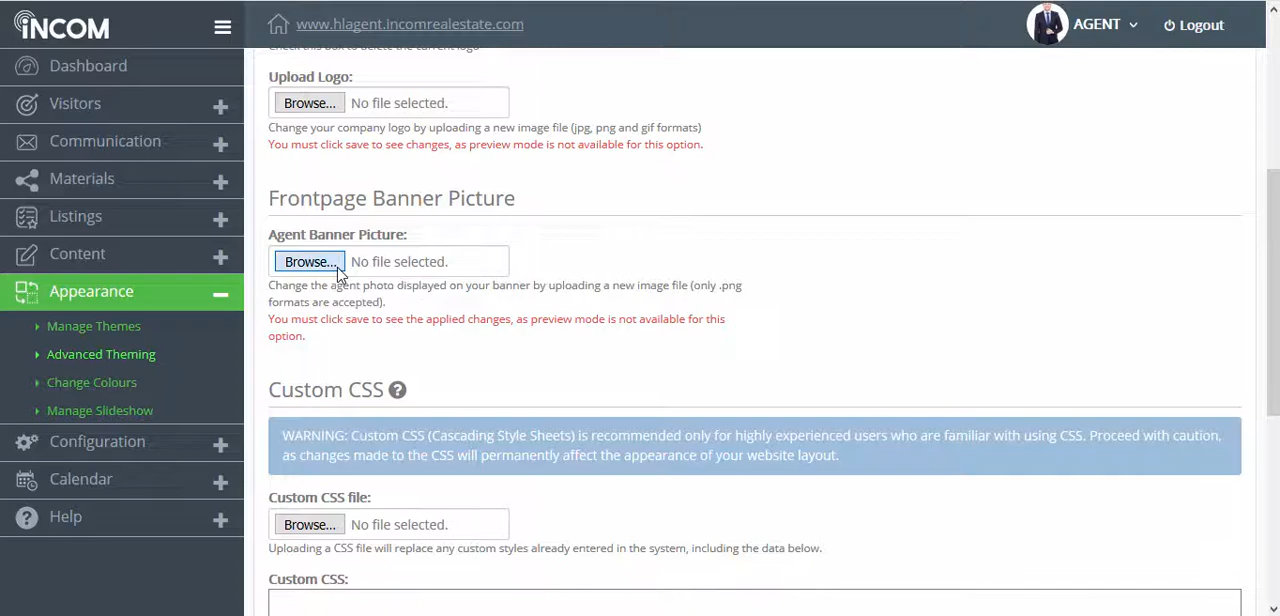 INCOM
www.hlagent.incomrealestate.com
AGENT
Logout
Dashboard
Visitors
Communication
Materials
Listings
Content
Appearance
Manage Themes
Advanced Theming
Change Colours
Manage Slideshow
Configuration
Calendar
Help
Check this box to delete the current logo
Upload Logo:
Browse... No file selected.
Change your company logo by uploading a new image file (jpg, png and gif formats)
You must click save to see changes, as preview mode is not available for this option.
Frontpage Banner Picture
Agent Banner Picture:
Browse... No file selected.
Change the agent photo displayed on your banner by uploading a new image file (only .png
formats are accepted).
You must click save to see the applied changes, as preview mode is not available for this
option.
Custom CSS ?
WARNING: Custom CSS (Cascading Style Sheets) is recommended only for highly experienced users who are familiar with using CSS. Proceed with caution,
as changes made to the CSS will permanently affect the appearance of your website layout.
Custom CSS file:
Browse... No file selected.
Uploading a CSS file will replace any custom styles already entered in the system, including the data below.
Custom CSS: